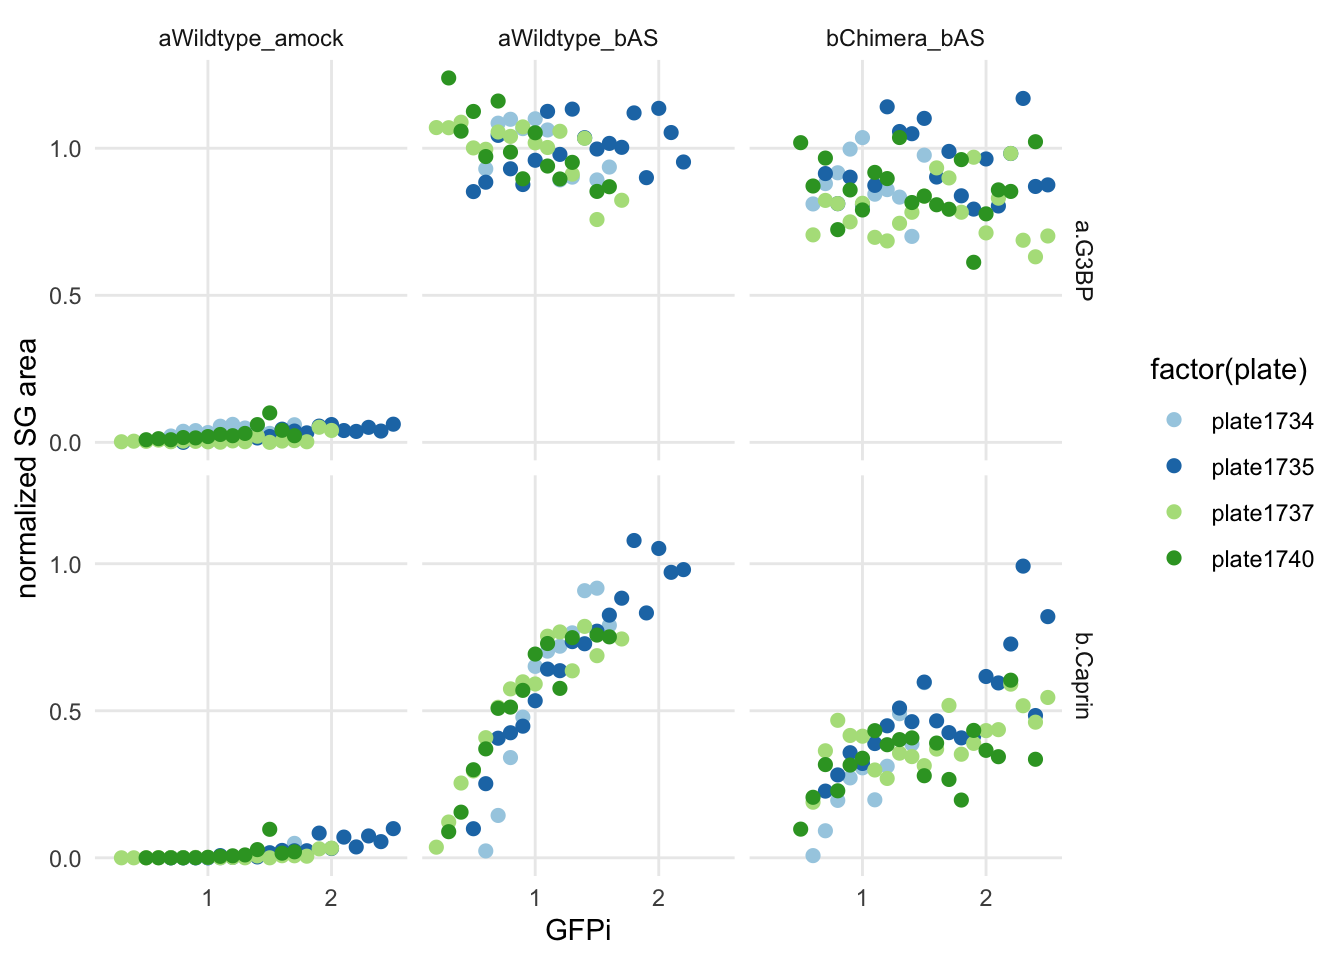 aWildtype_amock aWildtype_bAS bChimera_bAS
1.0
0.5
0.0
a.G3BP
1.0
0.5
0.0
b.Caprin
1 2 1 2 1 2
GFPi
normalized SG area
factor(plate)
plate1734
plate1735
plate1737
plate1740